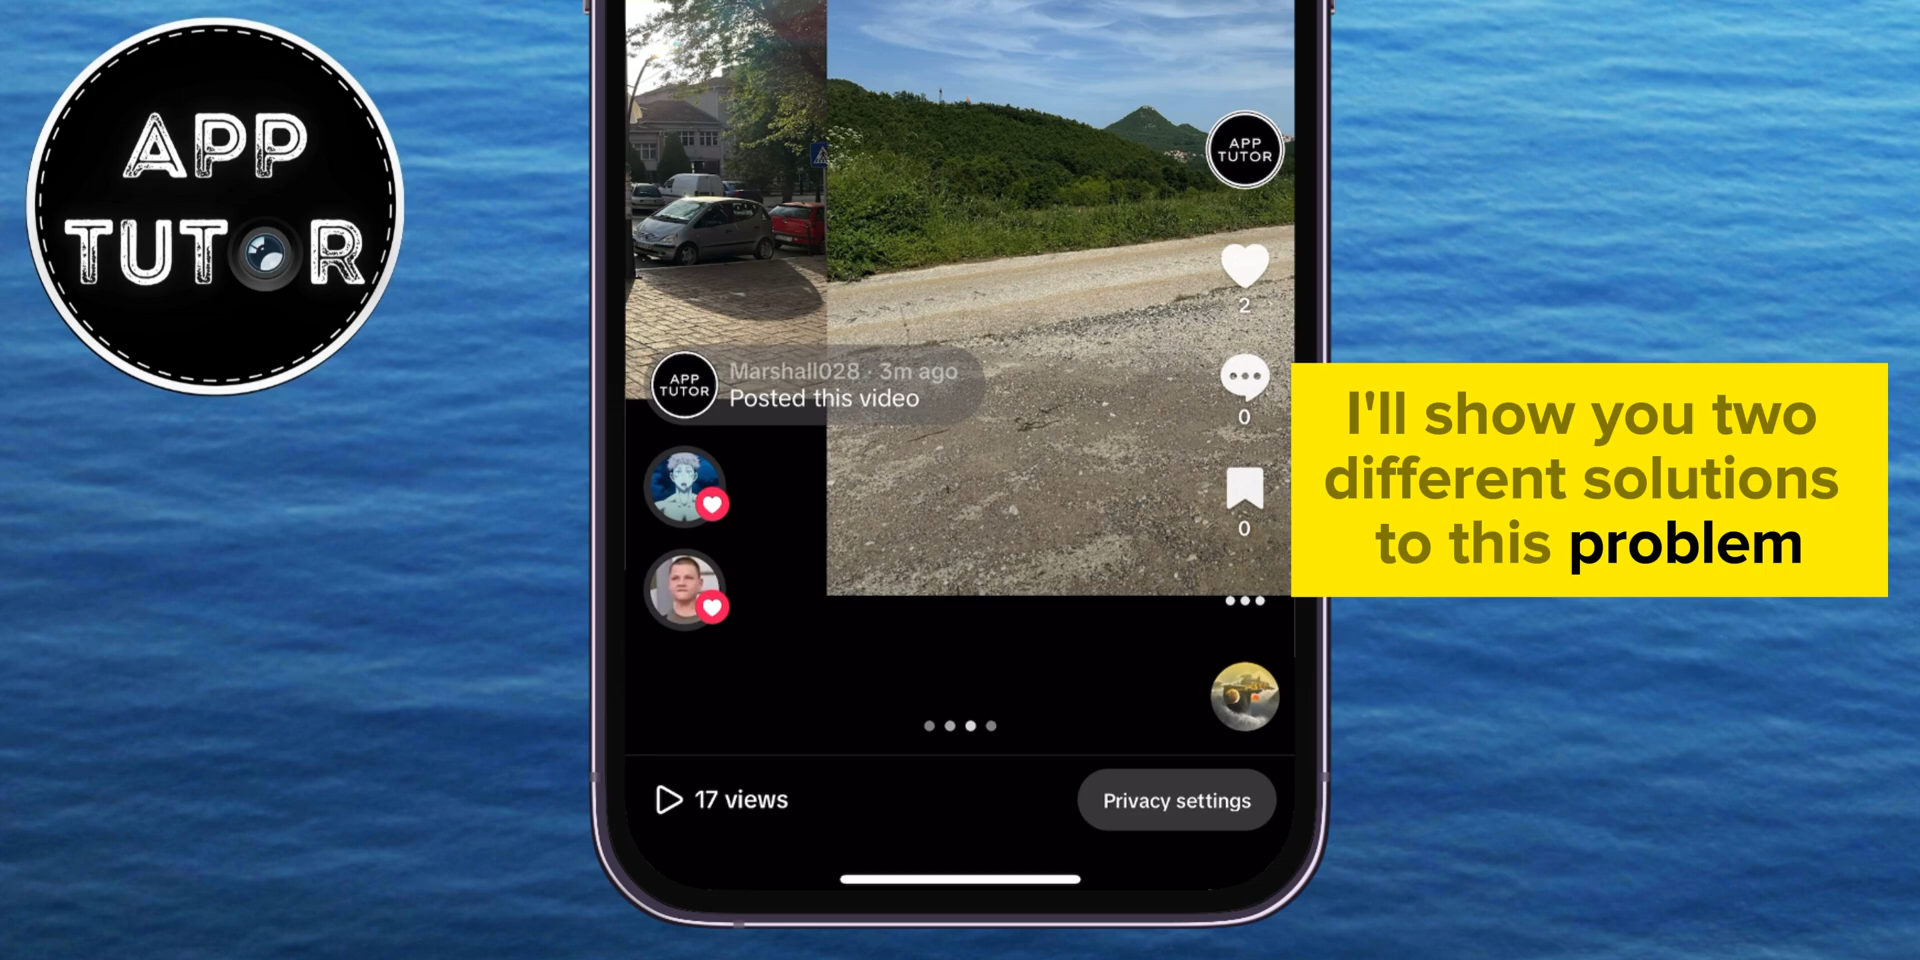 APP
TUTOR
APP
TUTOR
2
0
0
APP
TUTOR
Marshall028 · 3m ago
Posted this video
17 views
Privacy settings
I'll show you two
different solutions
to this problem